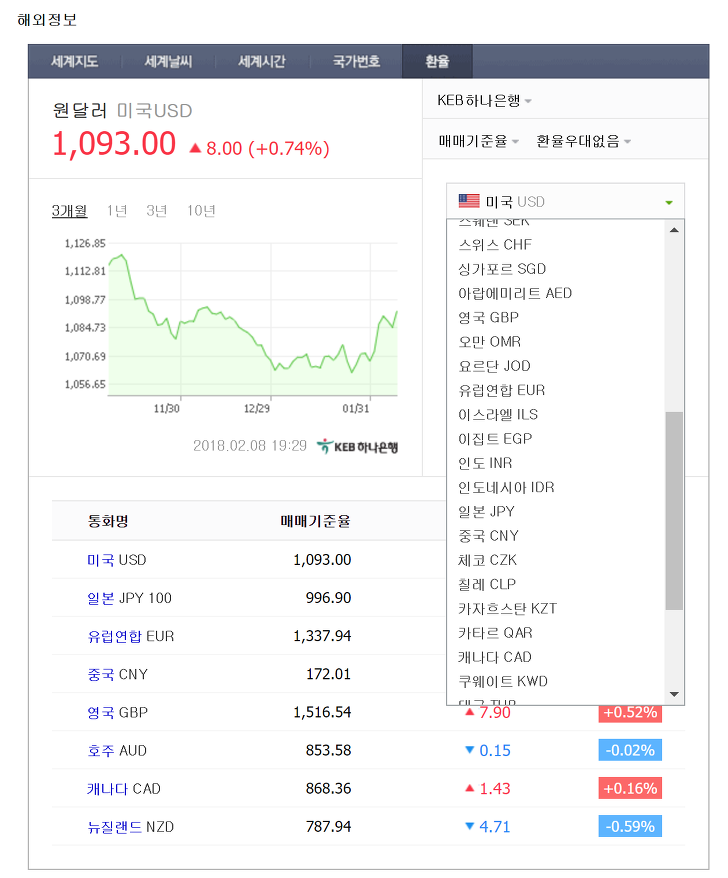 해외정보
세계지도 세계날씨 세계시간 국가번호 환율
원달러 미국USD
1,093.00 ▲ 8.00 (+0.74%)
KEB하나은행
매매기준율 환율우대없음
3개월 1년 3년 10년
1,126.85
1,112.81
1,098.77
1,084.73
1,070.69
1,056.65
11/30 12/29 01/31
2018.02.08 19:29 KEB 하나은행
미국 USD
스웨덴 SEK
스위스 CHF
싱가포르 SGD
아랍에미리트 AED
영국 GBP
오만 OMR
요르단 JOD
유럽연합 EUR
이스라엘 ILS
이집트 EGP
인도 INR
인도네시아 IDR
일본 JPY
중국 CNY
체코 CZK
칠레 CLP
카자흐스탄 KZT
카타르 QAR
캐나다 CAD
쿠웨이트 KWD
태국 THB
통화명 매매기준율
미국 USD 1,093.00
일본 JPY 100 996.90
유럽연합 EUR 1,337.94
중국 CNY 172.01
영국 GBP 1,516.54 ▲ 7.90 +0.52%
호주 AUD 853.58 ▼ 0.15 -0.02%
캐나다 CAD 868.36 ▲ 1.43 +0.16%
뉴질랜드 NZD 787.94 ▼ 4.71 -0.59%